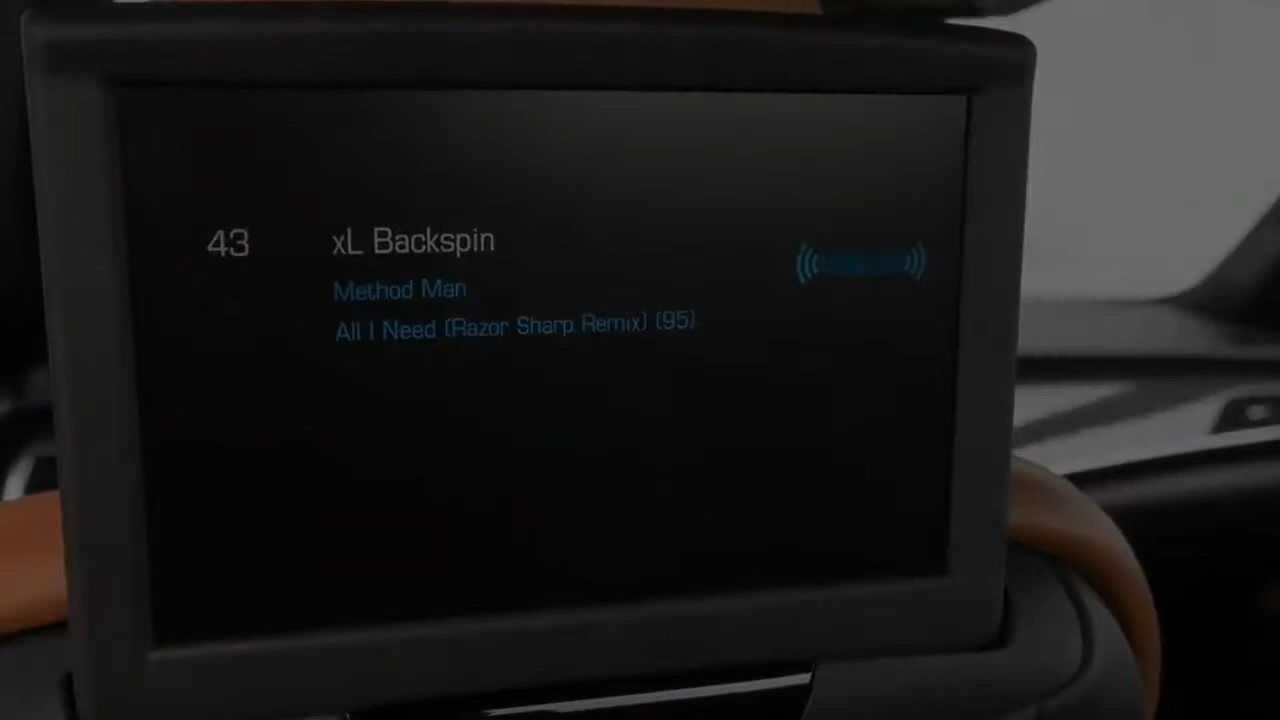 43 xL Backspin
Method Man
All I Need (Razor Sharp Remix) (95)